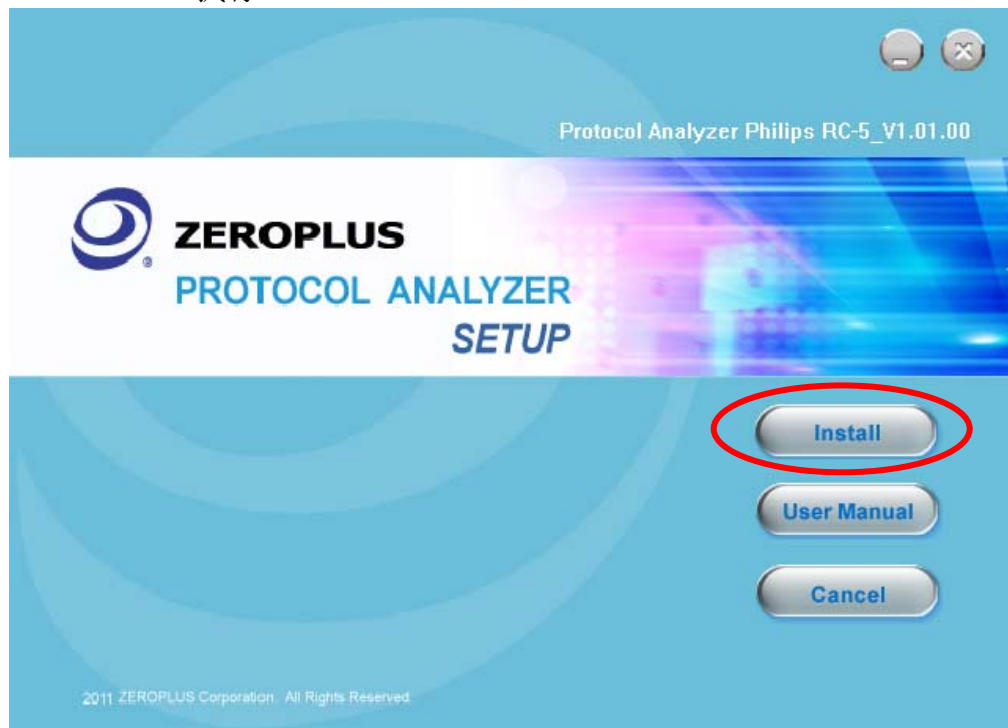 Protocol Analyzer Philips RC-5_V1.01.00
ZEROPLUS
PROTOCOL ANALYZER
SETUP
Install
User Manual
Cancel
2011 ZEROPLUS Corporation. All Rights Reserved.